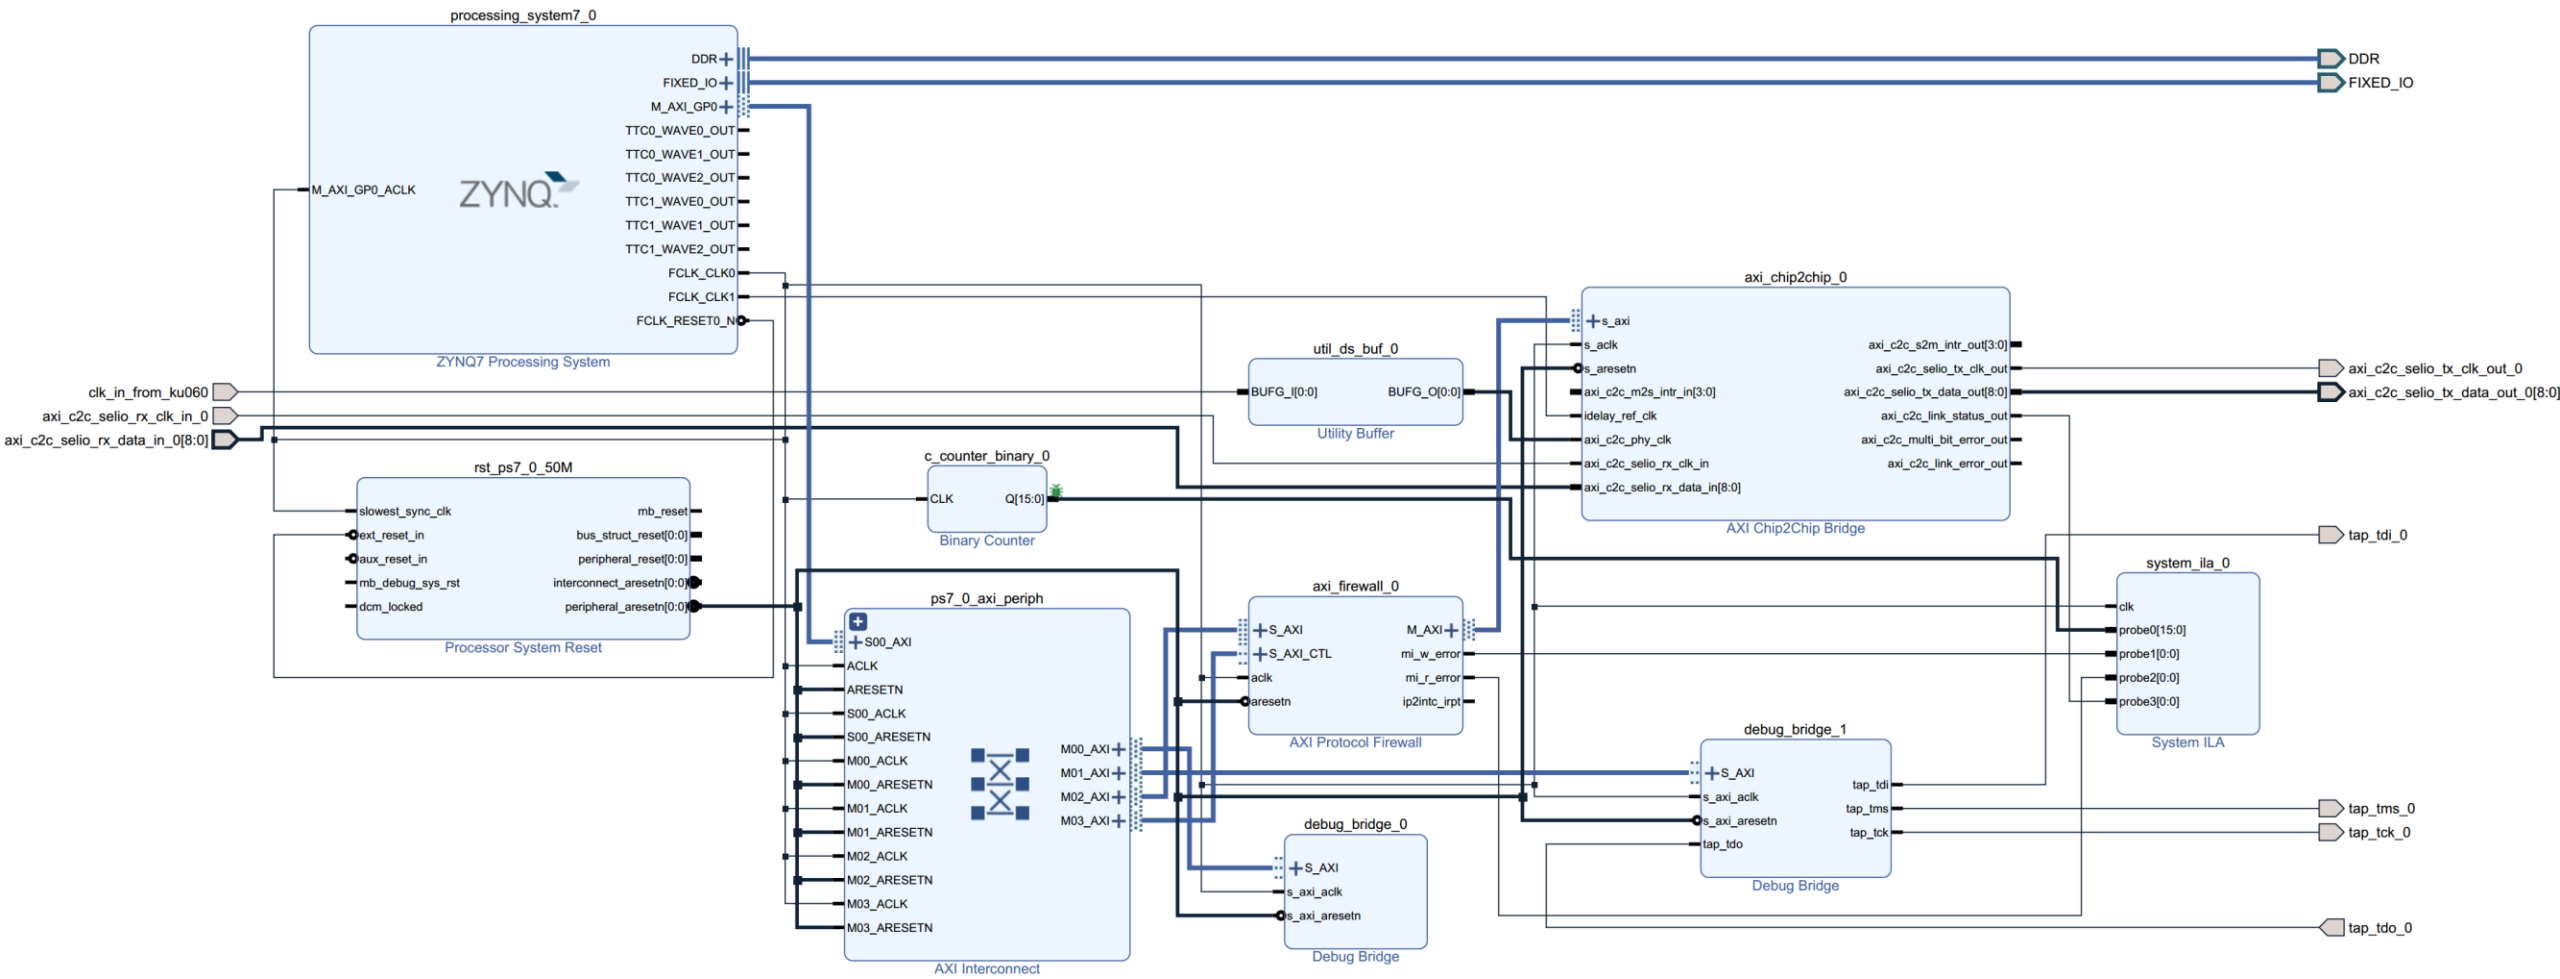 processing_system7_0
DDR
FIXED_IO
M_AXI_GP0
TTC0_WAVE0_OUT
TTC0_WAVE1_OUT
TTC0_WAVE2_OUT
TTC1_WAVE0_OUT
TTC1_WAVE1_OUT
TTC1_WAVE2_OUT
FCLK_CLK0
FCLK_CLK1
FCLK_RESET0_N
M_AXI_GP0_ACLK
ZYNQ
ZYNQ7 Processing System
DDR
FIXED_IO
clk_in_from_ku060
axi_c2c_selio_rx_clk_in_0
axi_c2c_selio_rx_data_in_0[8:0]
rst_ps7_0_50M
slowest_sync_clk
ext_reset_in
aux_reset_in
mb_debug_sys_rst
dcm_locked
mb_reset
bus_struct_reset[0:0]
peripheral_reset[0:0]
interconnect_aresetn[0:0]
peripheral_aresetn[0:0]
Processor System Reset
util_ds_buf_0
BUFG_I[0:0]
BUFG_O[0:0]
Utility Buffer
c_counter_binary_0
CLK
Q[15:0]
Binary Counter
ps7_0_axi_periph
S00_AXI
ACLK
ARESETN
S00_ACLK
S00_ARESETN
M00_ACLK
M00_ARESETN
M01_ACLK
M01_ARESETN
M02_ACLK
M02_ARESETN
M03_ACLK
M03_ARESETN
M00_AXI
M01_AXI
M02_AXI
M03_AXI
AXI Interconnect
axi_firewall_0
S_AXI
S_AXI_CTL
aclk
aresetn
M_AXI
mi_w_error
mi_r_error
ip2intc_irpt
AXI Protocol Firewall
debug_bridge_0
S_AXI
s_axi_aclk
s_axi_aresetn
Debug Bridge
axi_chip2chip_0
s_axi
s_aclk
s_aresetn
axi_c2c_m2s_intr_in[3:0]
idelay_ref_clk
axi_c2c_phy_clk
axi_c2c_selio_rx_clk_in
axi_c2c_selio_rx_data_in[8:0]
axi_c2c_s2m_intr_out[3:0]
axi_c2c_selio_tx_clk_out
axi_c2c_selio_tx_data_out[8:0]
axi_c2c_link_status_out
axi_c2c_multi_bit_error_out
axi_c2c_link_error_out
AXI Chip2Chip Bridge
debug_bridge_1
S_AXI
s_axi_aclk
s_axi_aresetn
tap_tdo
tap_tdi
tap_tms
tap_tck
Debug Bridge
system_ila_0
clk
probe0[15:0]
probe1[0:0]
probe2[0:0]
probe3[0:0]
System ILA
axi_c2c_selio_tx_clk_out_0
axi_c2c_selio_tx_data_out_0[8:0]
tap_tdi_0
tap_tms_0
tap_tck_0
tap_tdo_0